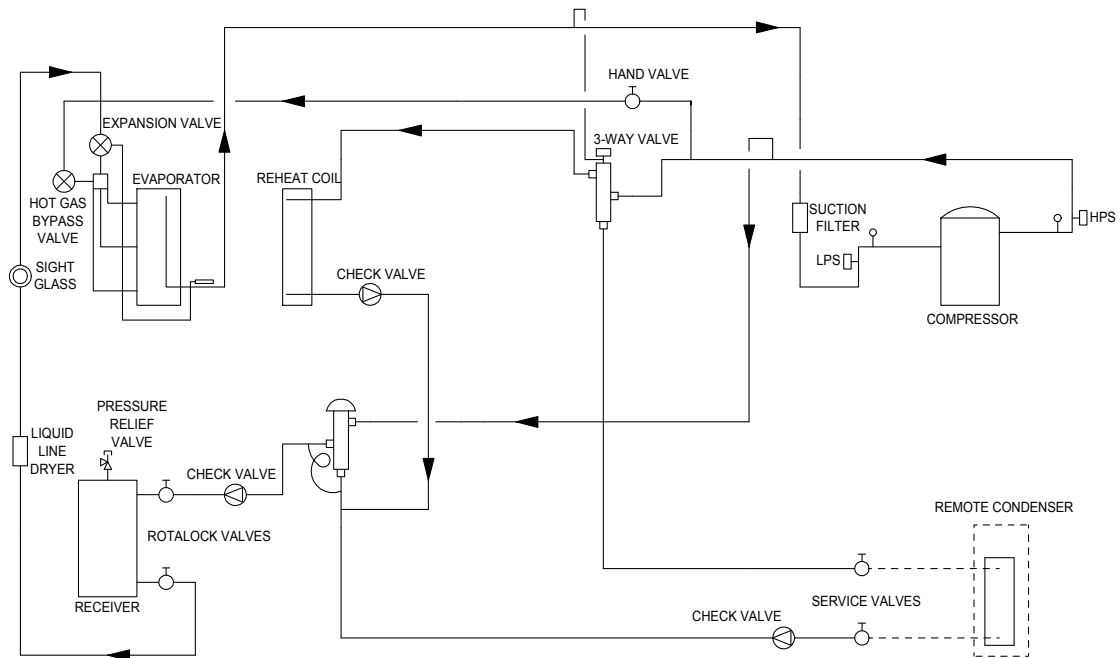 HAND VALVE
EXPANSION VALVE
3-WAY VALVE
EVAPORATOR
REHEAT COIL
HOT GAS
BYPASS
VALVE
SUCTION
FILTER
HPS
LPS
SIGHT
GLASS
CHECK VALVE
COMPRESSOR
PRESSURE
RELIEF
VALVE
LIQUID
LINE
DRYER
CHECK VALVE
ROTALOCK VALVES
REMOTE CONDENSER
RECEIVER
CHECK VALVE
SERVICE VALVES